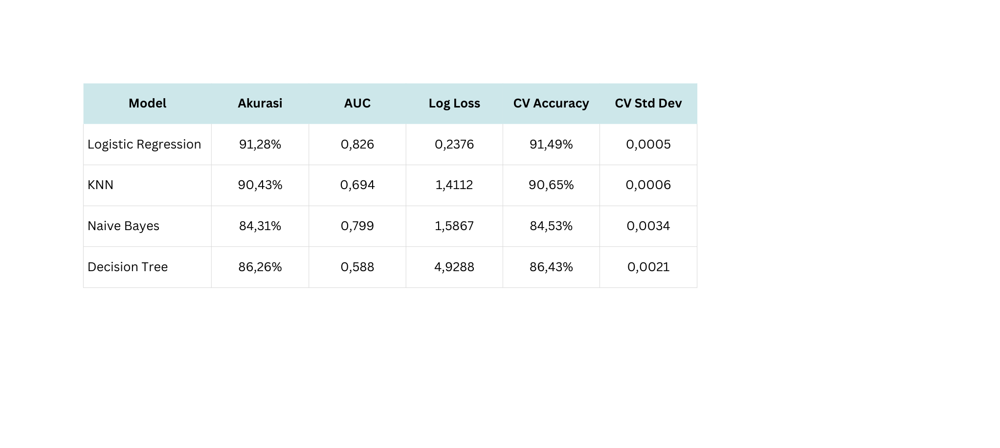 Model Akurasi AUC Log Loss CV Accuracy CV Std Dev
Logistic Regression 91,28% 0,826 0,2376 91,49% 0,0005
KNN 90,43% 0,694 1,4112 90,65% 0,0006
Naive Bayes 84,31% 0,799 1,5867 84,53% 0,0034
Decision Tree 86,26% 0,588 4,9288 86,43% 0,0021